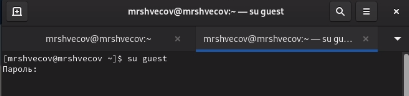 mrshvecov@mrshvecov:~ — su guest
mrshvecov@mrshvecov:~
mrshvecov@mrshvecov:~ — su gu...
[mrshvecov@mrshvecov ~]$ su guest
Пароль: